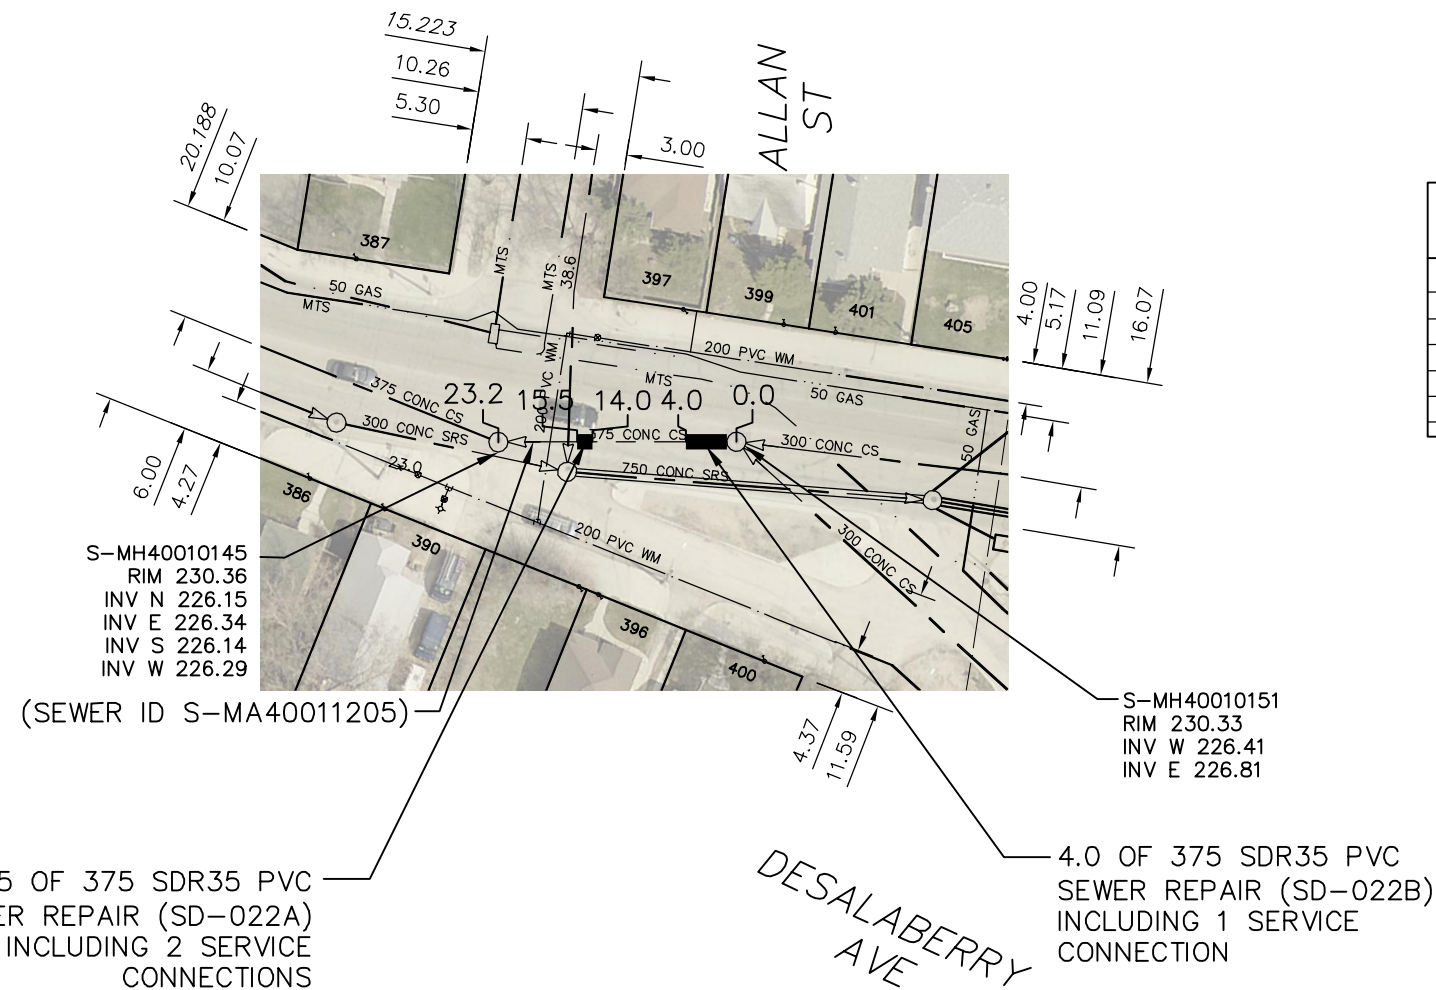 15.223
10.26
5.30
20.188
10.07
3.00
ALLAN
ST
387
397
399
401
405
MTS
MTS
38.6
50 GAS
MTS
200 PVC WM
MTS
50 GAS
4.00
5.17
11.09
16.07
375 CONC CS
300 CONC SRS
23.2
15.5
14.0
4.0
0.0
200 PVC WM
375 CONC CS
300 CONC CS
50 GAS
750 CONC SRS
23.0
300 CONC CS
200 PVC WM
6.00
4.27
386
390
396
400
S-MH40010145
RIM 230.36
INV N 226.15
INV E 226.34
INV S 226.14
INV W 226.29
(SEWER ID S-MA40011205)
S-MH40010151
RIM 230.33
INV W 226.41
INV E 226.81
4.37
11.59
5 OF 375 SDR35 PVC
ER REPAIR (SD-022A)
INCLUDING 2 SERVICE
CONNECTIONS
4.0 OF 375 SDR35 PVC
SEWER REPAIR (SD-022B)
INCLUDING 1 SERVICE
CONNECTION
DESALABERRY
AVE